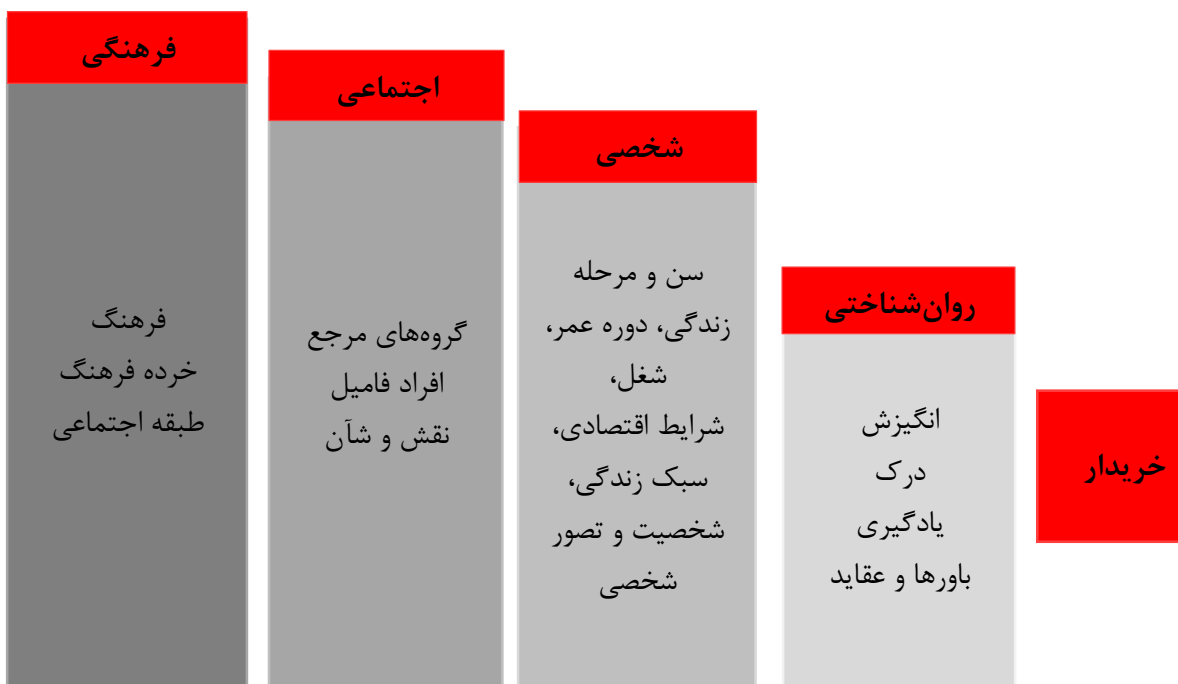 فرهنگی
فرهنگ
خرده فرهنگ
طبقه اجتماعی
اجتماعی
گروه‌های مرجع
افراد فامیل
نقش و شآن
شخصی
سن و مرحله
زندگی، دوره عمر،
شغل،
شرایط اقتصادی،
سبک زندگی،
شخصیت و تصور
شخصی
روان‌شناختی
انگیزش
درک
یادگیری
باورها و عقاید
خریدار